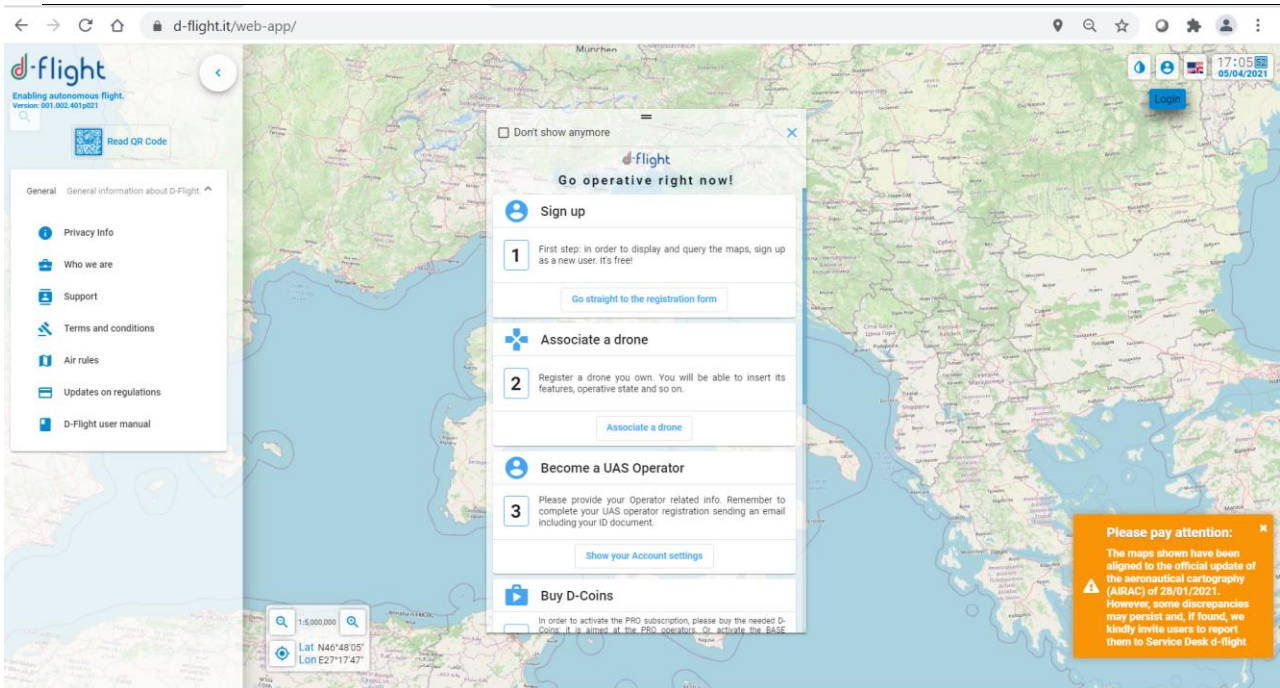 d-flight.it/web-app/
d-flight
Enabling autonomous flight.
Version: 001.002.401p021
Read QR Code
General General information about D-Flight
Privacy Info
Who we are
Support
Terms and conditions
Air rules
Updates on regulations
D-Flight user manual
17:05 52
05/04/2021
Login
Don't show anymore
d-flight
Go operative right now!
Sign up
1
First step: in order to display and query the maps, sign up
as a new user. It's free!
Go straight to the registration form
Associate a drone
2
Register a drone you own. You will be able to insert its
features, operative state and so on.
Associate a drone
Become a UAS Operator
3
Please provide your Operator related info. Remember to
complete your UAS operator registration sending an email
including your ID document.
Show your Account settings
Buy D-Coins
In order to activate the PRO subscription, please buy the needed D-
Coins: it is aimed at the PRO operators. Or activate the BASE
1:5,000,000
Lat N46°48'05"
Lon E27°17'47"
Please pay attention:
The maps shown have been
aligned to the official update of
the aeronautical cartography
(AIRAC) of 28/01/2021.
However, some discrepancies
may persist and, if found, we
kindly invite users to report
them to Service Desk d-flight